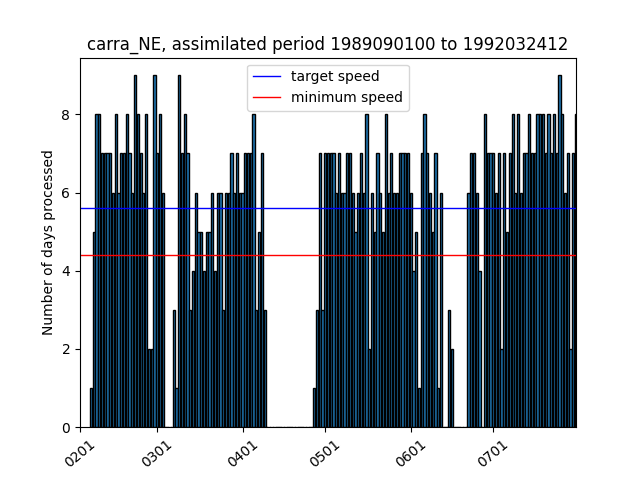 carra_NE, assimilated period 1989090100 to 1992032412
target speed
minimum speed
Number of days processed
8
6
4
2
0
0201
0301
0401
0501
0601
0701